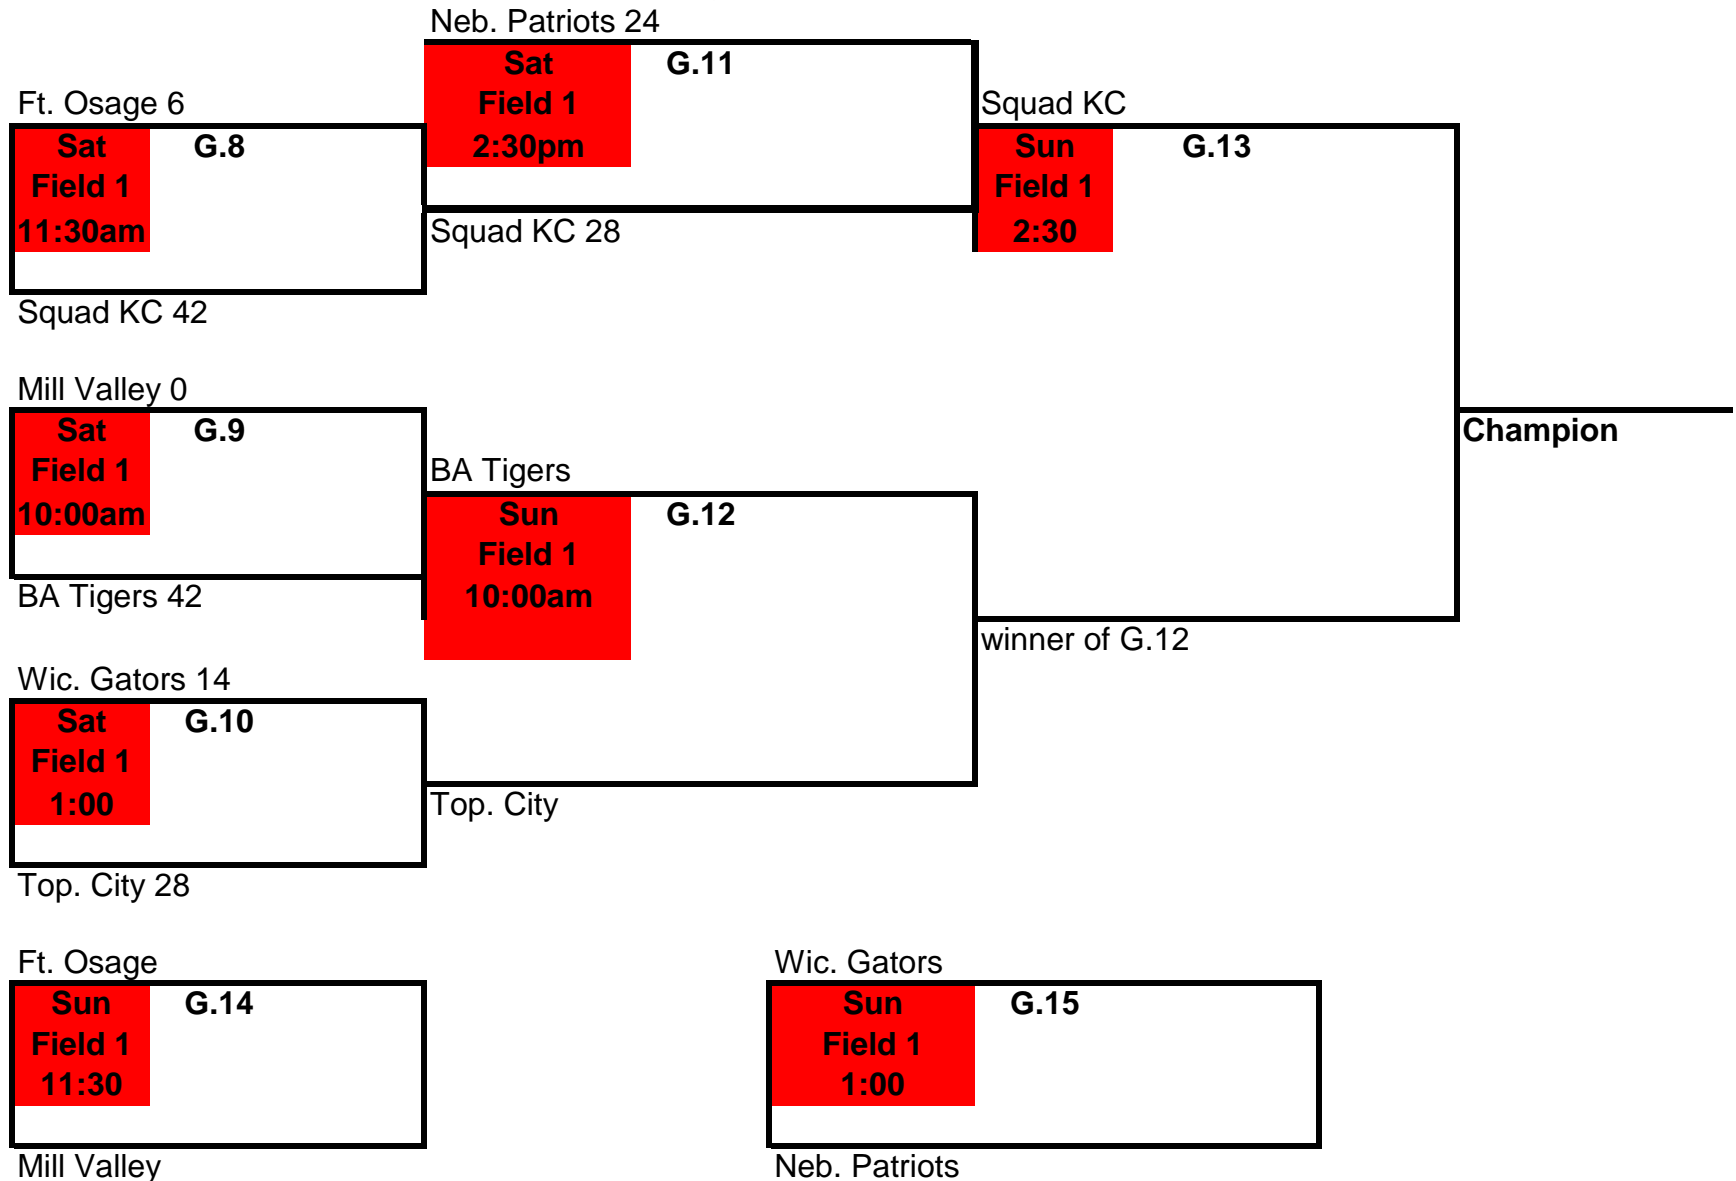 Neb. Patriots 24
Sat
Field 1
2:30pm
G.11
Ft. Osage 6
Sat
Field 1
11:30am
G.8
Squad KC 28
Squad KC
Sun
Field 1
2:30
G.13
Squad KC 42
Mill Valley 0
Sat
Field 1
10:00am
G.9
Champion
BA Tigers
Sun
Field 1
10:00am
G.12
BA Tigers 42
winner of G.12
Wic. Gators 14
Sat
Field 1
1:00
G.10
Top. City
Top. City 28
Ft. Osage
Sun
Field 1
11:30
G.14
Mill Valley
Wic. Gators
Sun
Field 1
1:00
G.15
Neb. Patriots